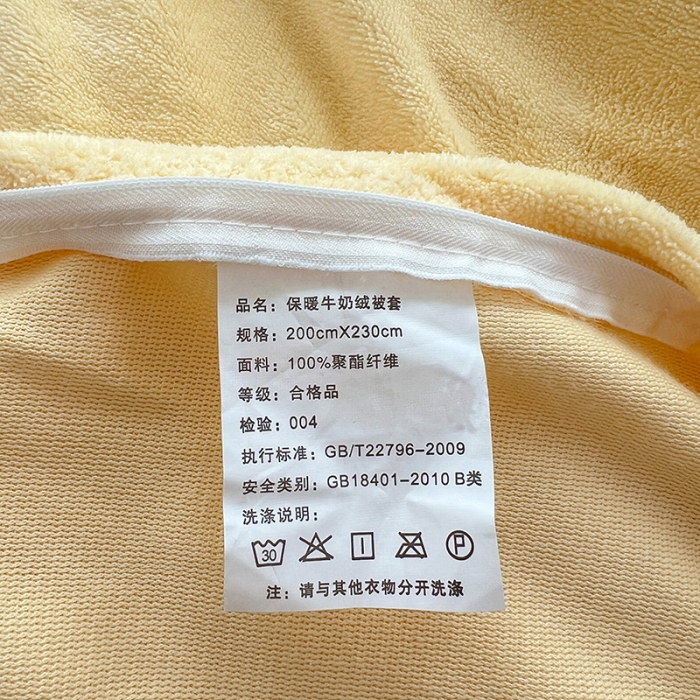 品名：保暖牛奶绒被套
规格：200cmX230cm
面料：100%聚酯纤维
等级：合格品
检验：004
执行标准：GB/T22796-2009
安全类别：GB18401-2010 B类
洗涤说明：
30 P
注：请与其他衣物分开洗涤